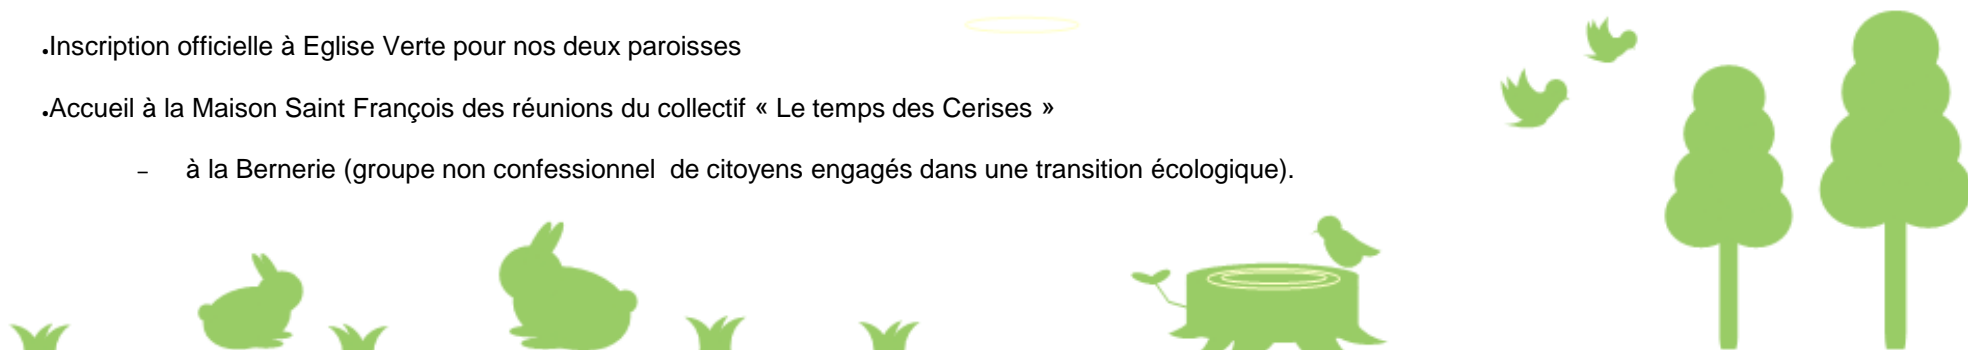 .Inscription officielle à Eglise Verte pour nos deux paroisses
.Accueil à la Maison Saint François des réunions du collectif « Le temps des Cerises »
– à la Bernerie (groupe non confessionnel de citoyens engagés dans une transition écologique).